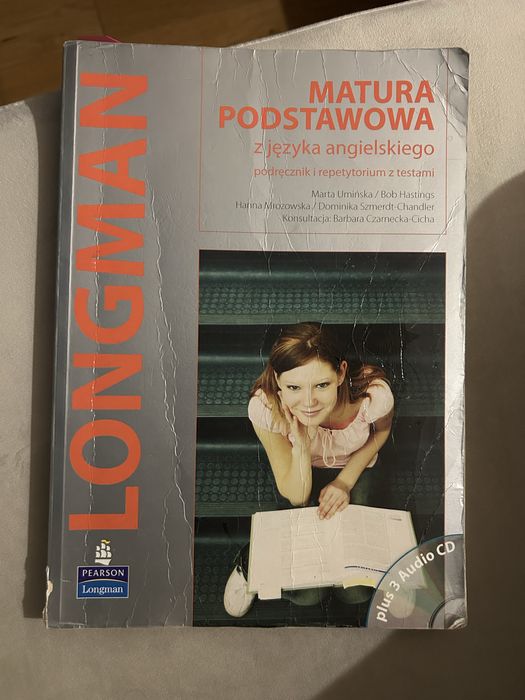 LONGMAN
MATURA
PODSTAWOWA
z języka angielskiego
podręcznik i repetytorium z testami
Marta Umińska / Bob Hastings
Hanna Mrozowska / Dominika Szmerdt-Chandler
Konsultacja: Barbara Czarnecka-Cicha
plus 3 Audio CD
PEARSON
Longman